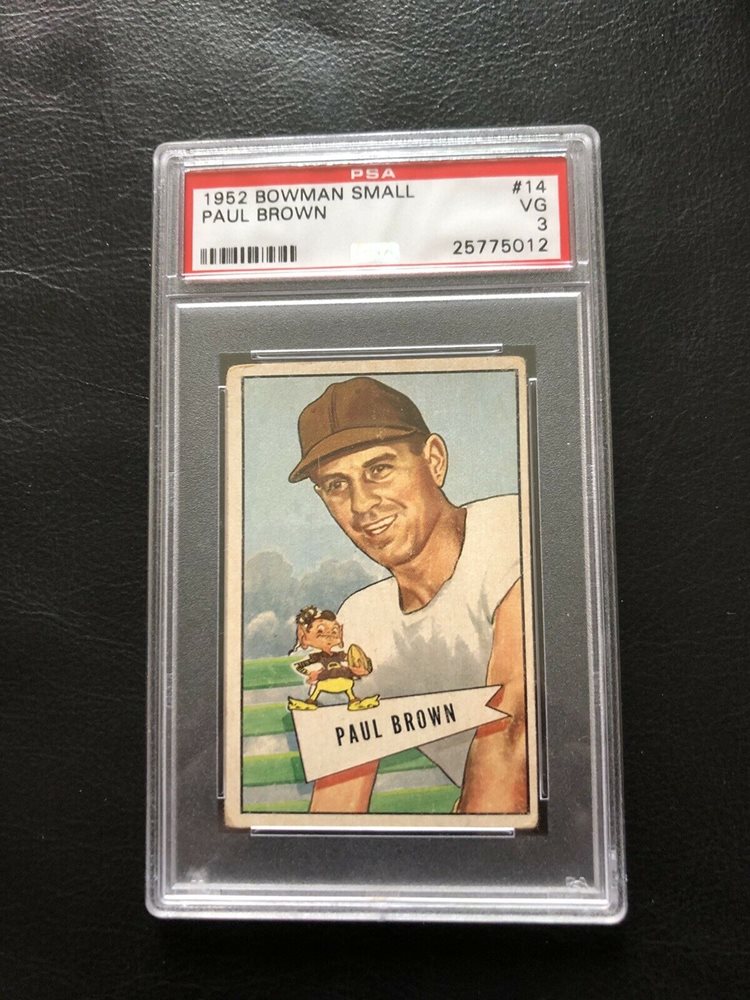 PSA
1952 BOWMAN SMALL #14
PAUL BROWN VG
3
25775012
PAUL BROWN